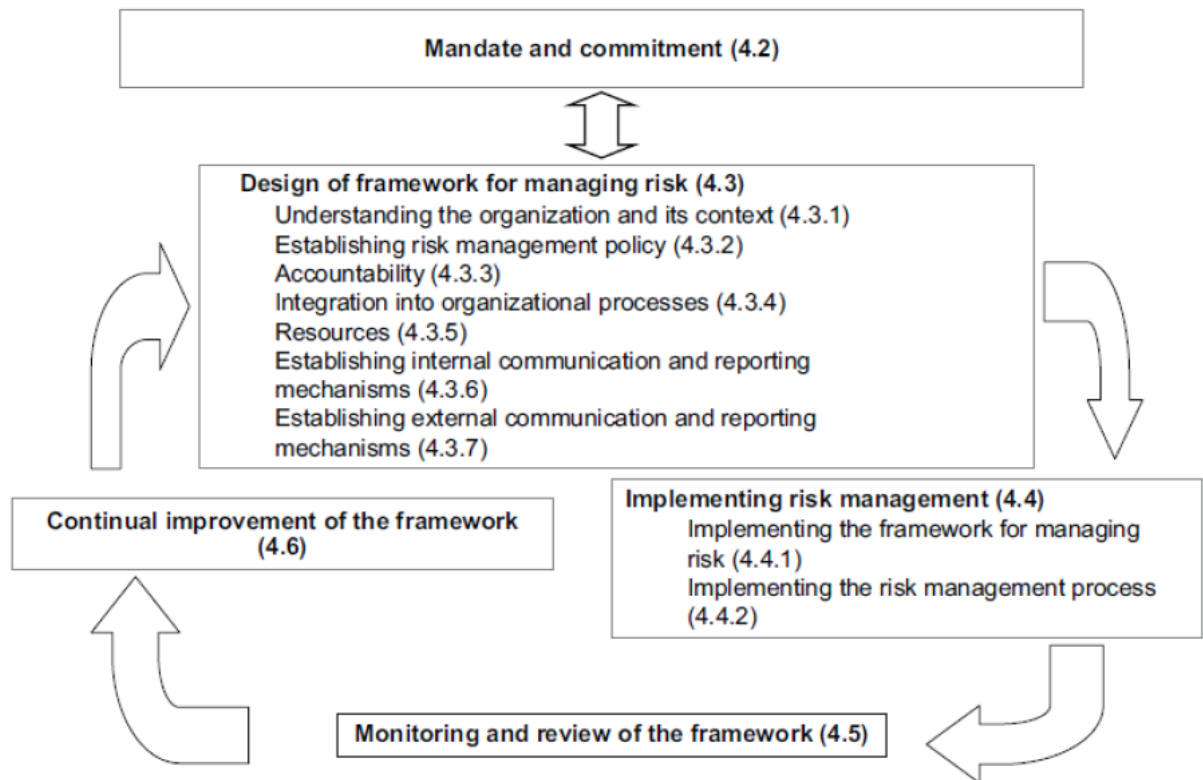 Mandate and commitment (4.2)
Design of framework for managing risk (4.3)
Understanding the organization and its context (4.3.1)
Establishing risk management policy (4.3.2)
Accountability (4.3.3)
Integration into organizational processes (4.3.4)
Resources (4.3.5)
Establishing internal communication and reporting
mechanisms (4.3.6)
Establishing external communication and reporting
mechanisms (4.3.7)
Implementing risk management (4.4)
Implementing the framework for managing
risk (4.4.1)
Implementing the risk management process
(4.4.2)
Monitoring and review of the framework (4.5)
Continual improvement of the framework
(4.6)